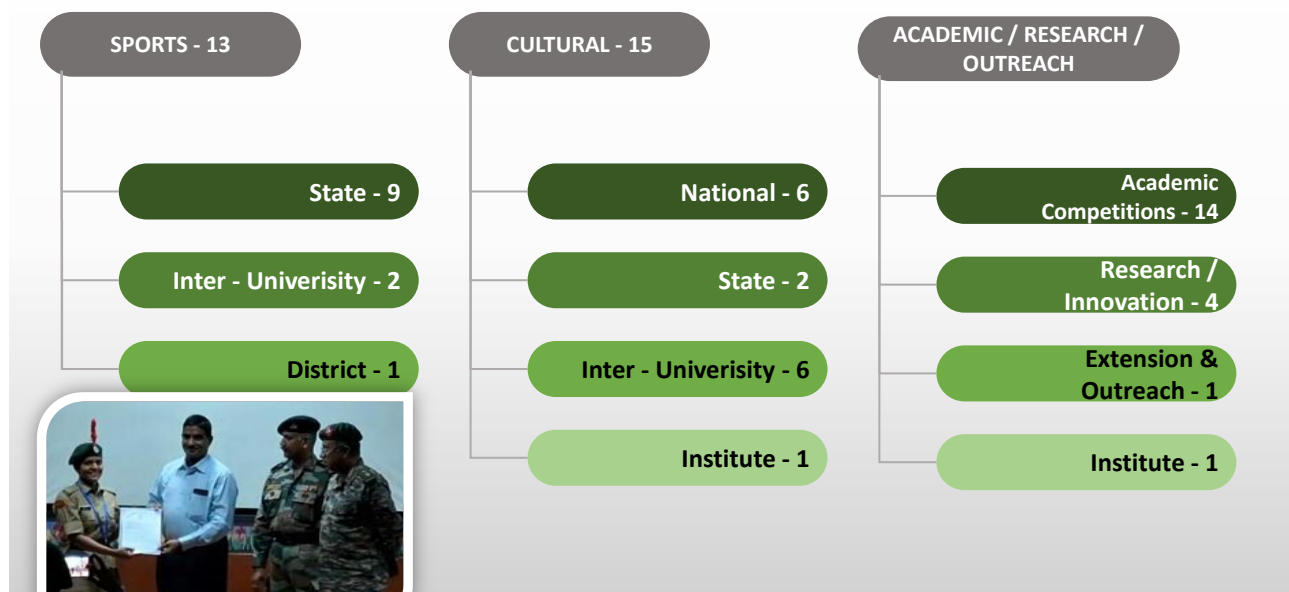 SPORTS - 13
State - 9
Inter - Univerisity - 2
District - 1
CULTURAL - 15
National - 6
State - 2
Inter - Univerisity - 6
Institute - 1
ACADEMIC / RESEARCH /
OUTREACH
Academic
Competitions - 14
Research /
Innovation - 4
Extension &
Outreach - 1
Institute - 1